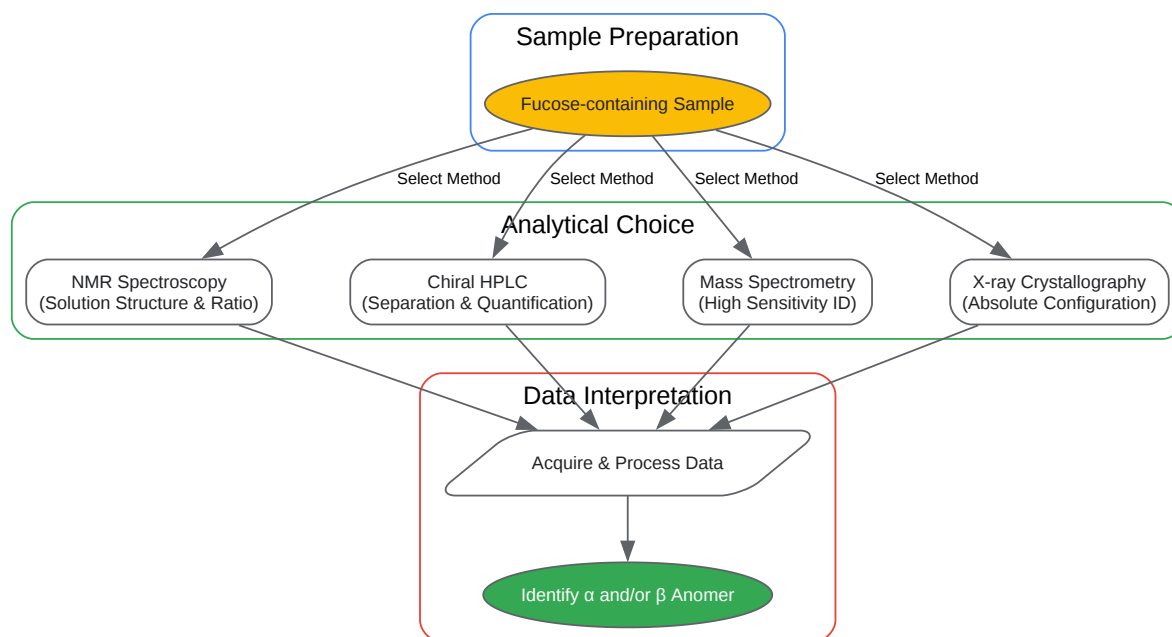 Sample Preparation
Fucose-containing Sample
Select Method
Select Method
Select Method
Select Method
Analytical Choice
NMR Spectroscopy
(Solution Structure & Ratio)
Chiral HPLC
(Separation & Quantification)
Mass Spectrometry
(High Sensitivity ID)
X-ray Crystallography
(Absolute Configuration)
Data Interpretation
Acquire & Process Data
Identify α and/or β Anomer